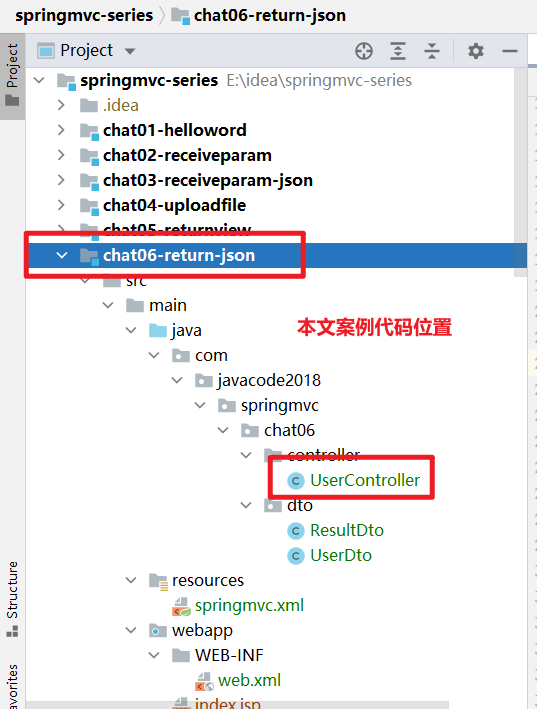 springmvc-series > chat06-return-json
Project
Project
springmvc-series E:\idea\springmvc-series
.idea
chat01-helloword
chat02-receiveparam
chat03-receiveparam-json
chat04-uploadfile
chat05-returnview
chat06-return-json
src
main
java
本文案例代码位置
com
javacode2018
springmvc
chat06
controller
UserController
dto
ResultDto
UserDto
resources
springmvc.xml
webapp
WEB-INF
web.xml
index.jsp
Structure
avorites